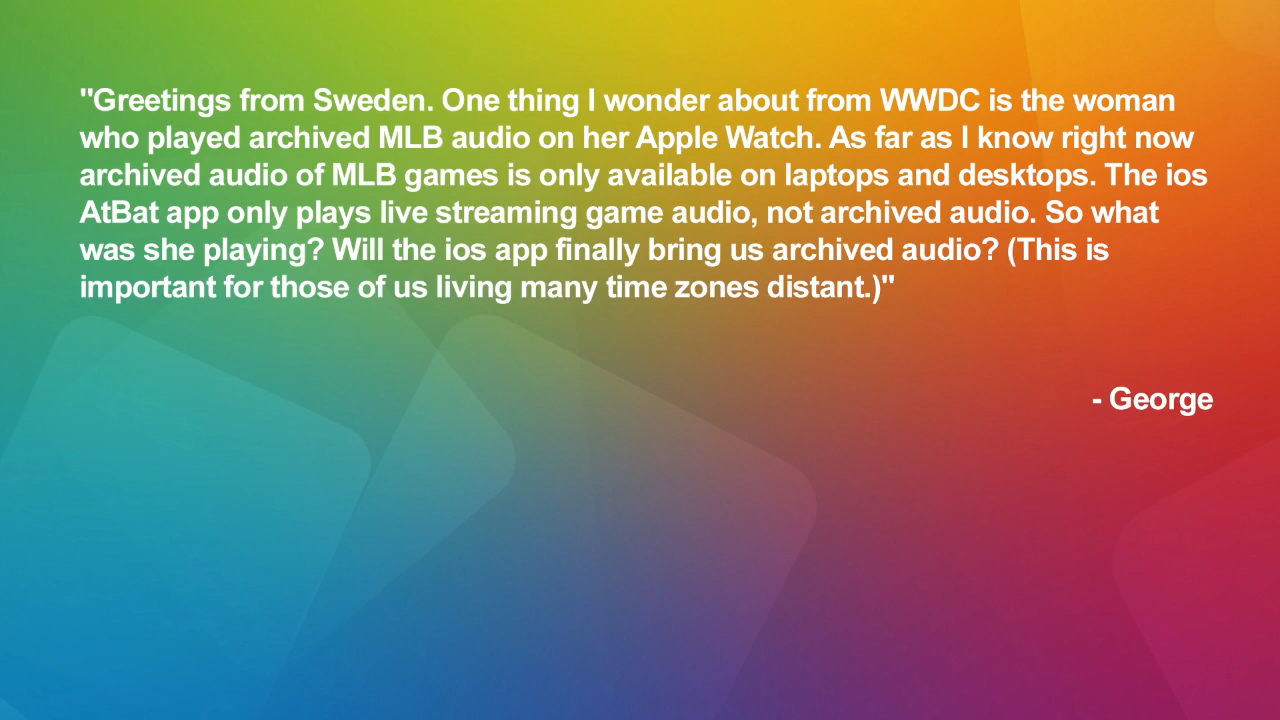 "Greetings from Sweden. One thing I wonder about from WWDC is the woman
who played archived MLB audio on her Apple Watch. As far as I know right now
archived audio of MLB games is only available on laptops and desktops. The ios
AtBat app only plays live streaming game audio, not archived audio. So what
was she playing? Will the ios app finally bring us archived audio? (This is
important for those of us living many time zones distant.)"
- George